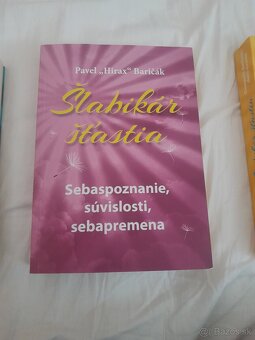 Pavel „Hirax“ Baričák
Šlabikár
šťastia
Sebaspoznanie,
súvislosti,
sebapremena
© Bazos.sk